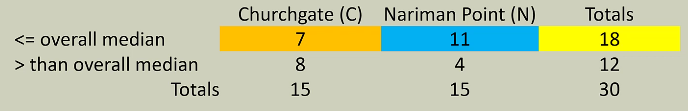 Churchgate (C) Nariman Point (N) Totals
<= overall median 7 11 18
> than overall median 8 4 12
Totals 15 15 30